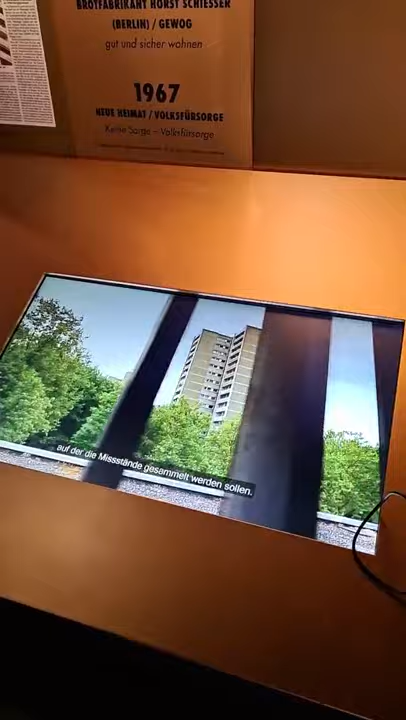 BROTFABRIKANT HORST SCHIESSER
(BERLIN) / GEWOG
gut und sicher wohnen
1967
NEUE HEIMAT / VOLKSFÜRSORGE
Keine Sorge – Volksfürsorge
auf der die Missstände gesammelt werden sollen.